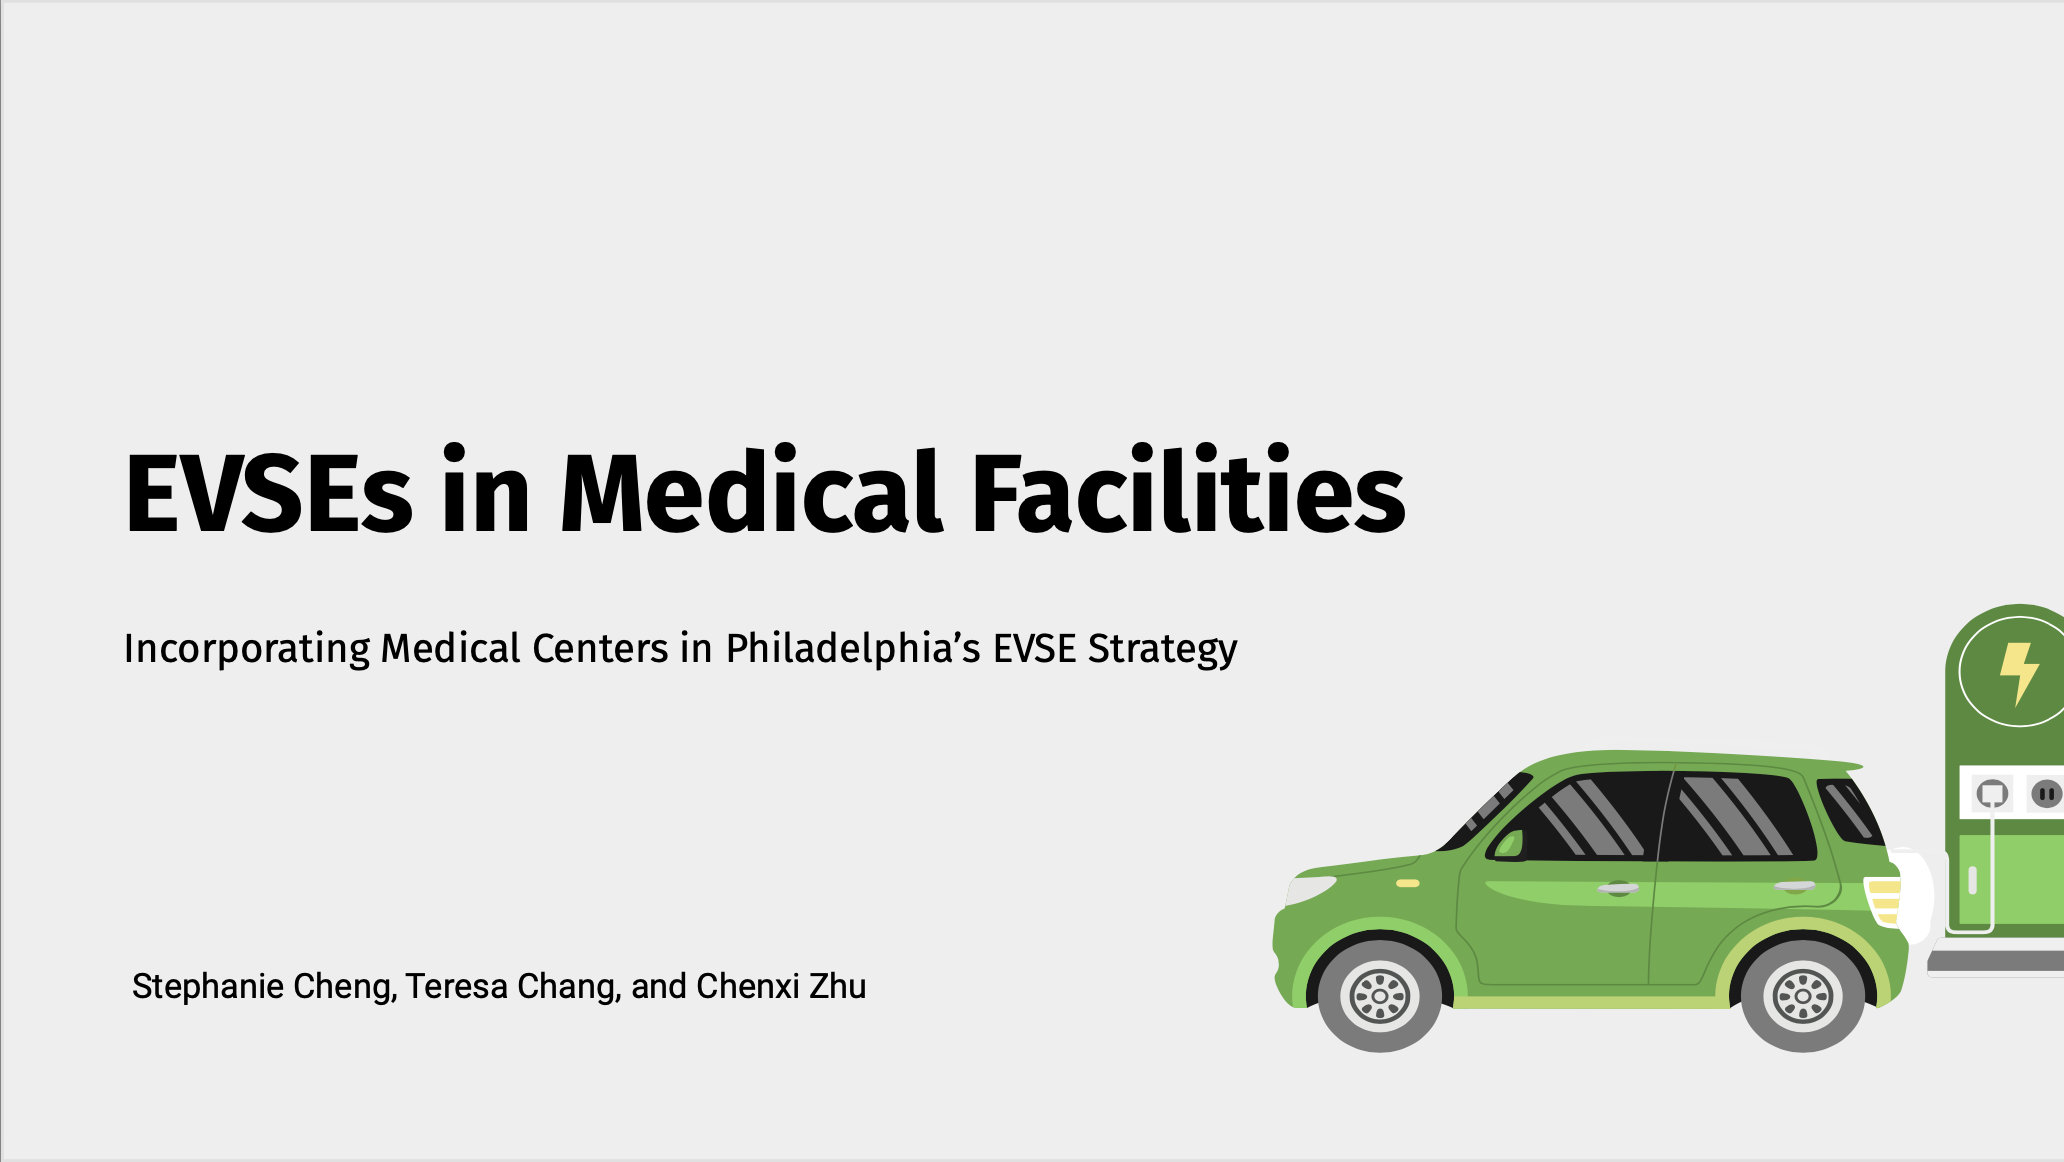 EVSEs in Medical Facilities
Incorporating Medical Centers in Philadelphia’s EVSE Strategy
Stephanie Cheng, Teresa Chang, and Chenxi Zhu